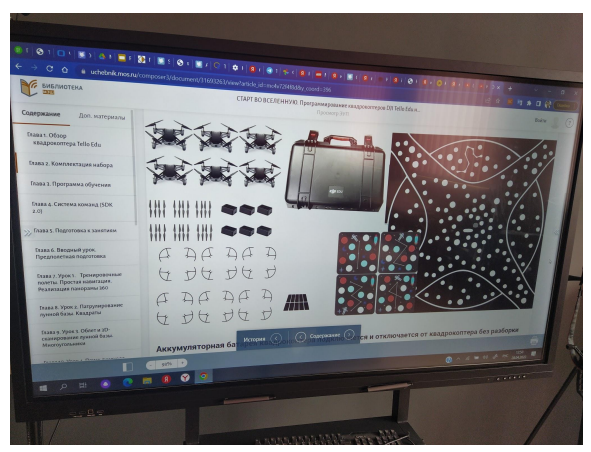 uchebnik.mos.ru/composer3/document/31693263/view
БИБЛИОТЕКА
СТАРТ ВО ВСЕЛЕННУЮ. Программирование квадрокоптеров DJI Tello Edu и...
Войти
Содержание
Доп. материалы
Глава 1. Обзор
квадрокоптера Tello Edu
Глава 2. Комплектация набора
Глава 3. Программа обучения
Глава 4. Система команд (SDK
2.0)
Глава 5. Подготовка к занятиям
Глава 6. Вводный урок.
Предполетная подготовка
Глава 7. Урок 1. Тренировочные
полеты. Простая навигация.
Реализация панорамы 360
Глава 8. Урок 2. Патрулирование
лунной базы. Квадраты
Глава 9. Урок 3. Облет и 3D-
сканирование лунной базы.
Многоугольники
История
Содержание
Аккумуляторная
и отключается от квадрокоптера без разборки